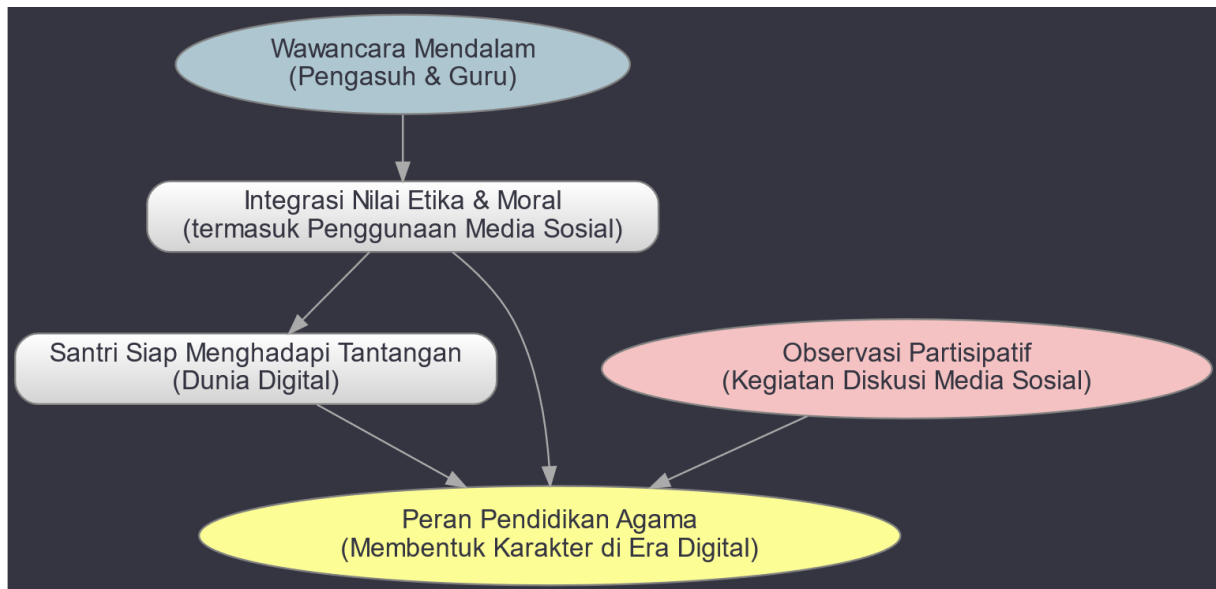 Wawancara Mendalam
(Pengasuh & Guru)
Integrasi Nilai Etika & Moral
(termasuk Penggunaan Media Sosial)
Santri Siap Menghadapi Tantangan
(Dunia Digital)
Observasi Partisipatif
(Kegiatan Diskusi Media Sosial)
Peran Pendidikan Agama
(Membentuk Karakter di Era Digital)